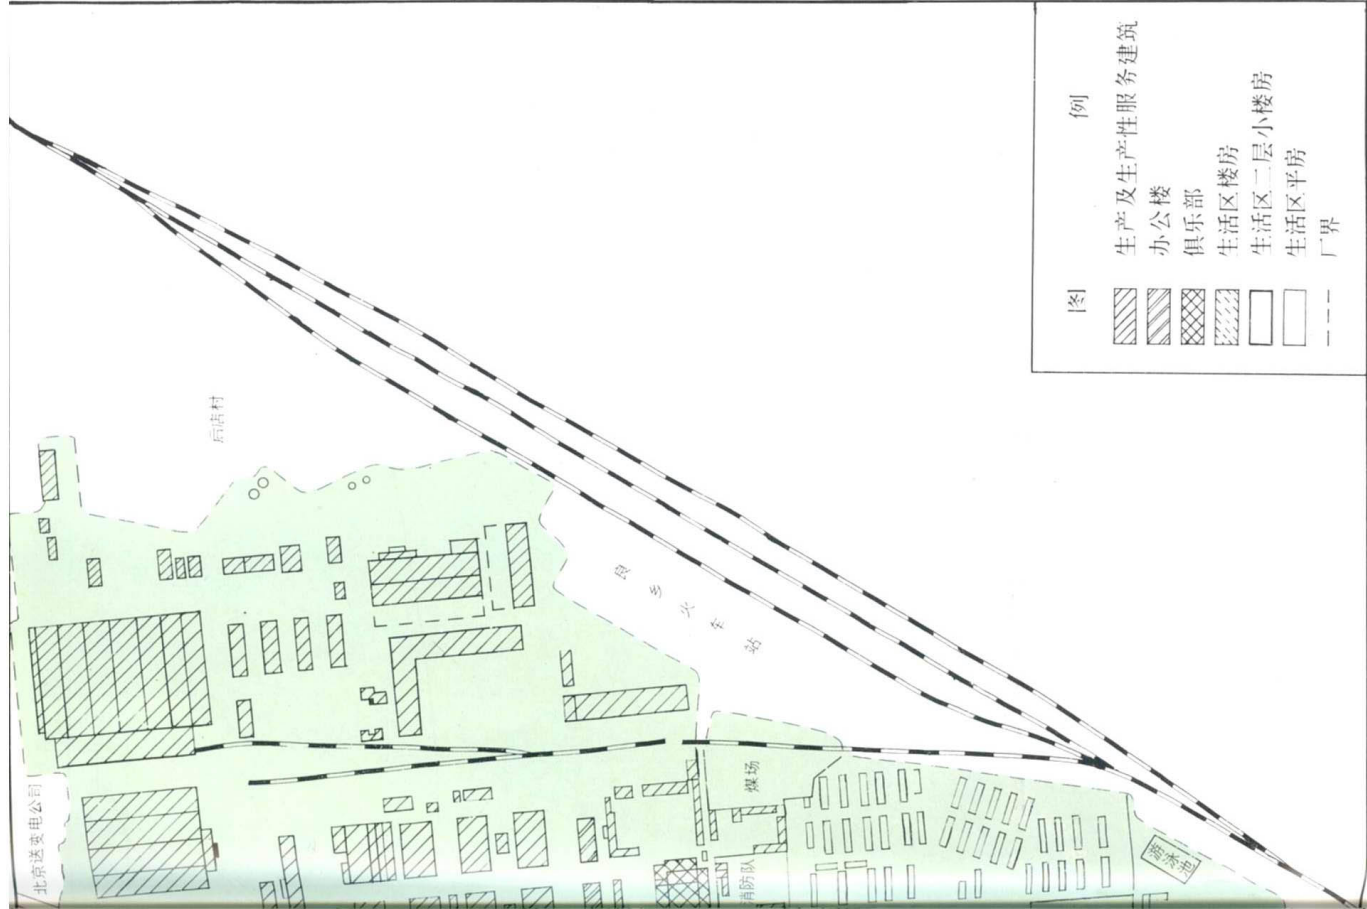 图 例
生产及生产性服务建筑
办公楼
俱乐部
生活区楼房
生活区二层小楼房
生活区平房
厂界
后店村
良乡火车站
北京送变电公司
煤场
消防队
游泳池